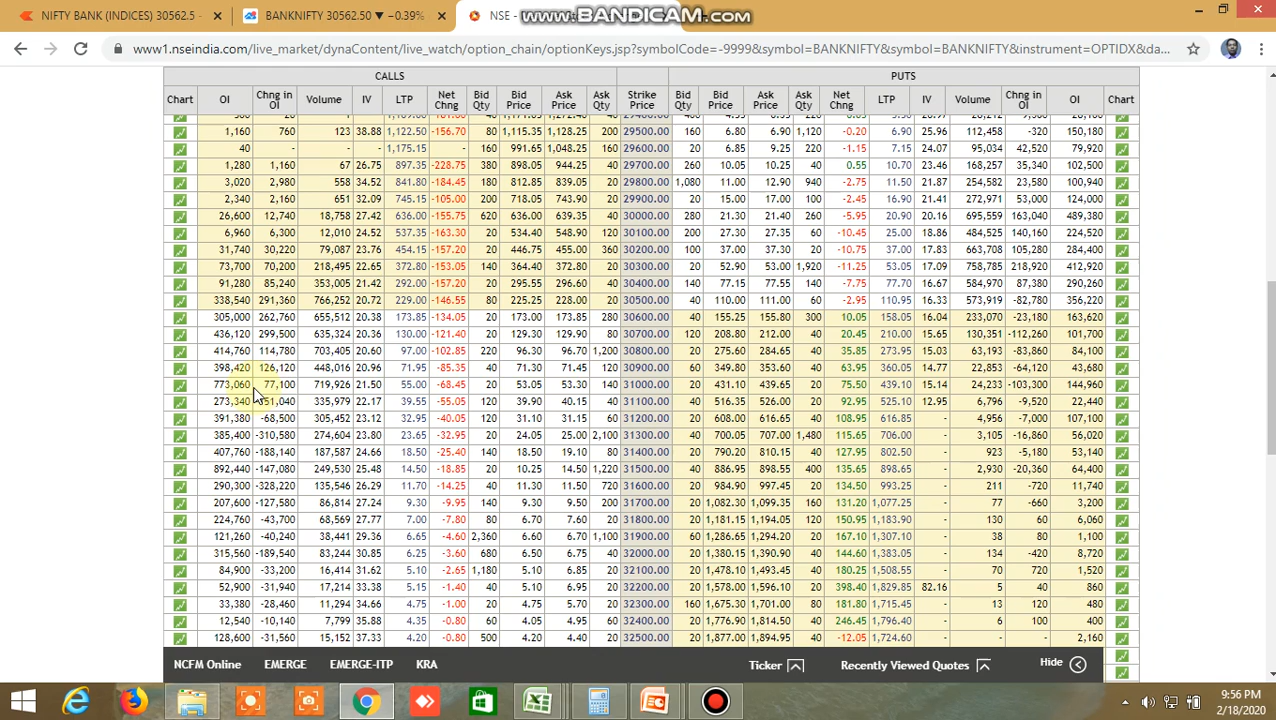 NIFTY BANK (INDICES) 30562.5 -
BANKNIFTY 30562.50 ▼ −0.39%
NSE -
www.BANDICAM.com
www1.nseindia.com/live_market/dynaContent/live_watch/option_chain/optionKeys.jsp?symbolCode=-9999&symbol=BANKNIFTY&symbol=BANKNIFTY&instrument=OPTIDX&da...
CALLS PUTS
Chart OI Chng in OI Volume IV LTP Net Chng Bid Qty Bid Price Ask Price Ask Qty Strike Price Bid Qty Bid Price Ask Price Ask Qty Net Chng LTP IV Volume Chng in OI OI Chart
1,160 760 123 38.88 1,122.50 -156.70 80 1,115.35 1,128.25 200 29500.00 160 6.80 6.90 1,120 -0.20 6.90 25.96 112,458 -320 150,180
40 - - - 1,175.15 - 160 991.65 1,048.25 160 29600.00 20 6.85 9.25 220 -1.15 7.15 24.07 95,034 42,520 79,920
1,280 1,160 67 26.75 897.35 -228.75 380 898.05 944.25 40 29700.00 260 10.05 10.25 40 0.55 10.70 23.46 168,257 35,340 102,500
3,020 2,980 558 34.52 841.80 -184.45 180 812.85 839.05 20 29800.00 1,080 11.00 12.90 940 -2.75 11.50 21.87 254,582 23,580 100,940
2,340 2,160 651 32.09 745.15 -105.00 200 718.05 743.90 20 29900.00 20 15.00 17.00 100 -2.45 16.90 21.41 272,971 53,000 124,000
26,600 12,740 18,758 27.42 636.00 -155.75 620 636.00 639.35 40 30000.00 280 21.30 21.40 260 -5.95 20.90 20.16 695,559 163,040 489,380
6,960 6,300 12,010 24.52 537.35 -163.30 120 534.40 548.90 120 30100.00 200 27.30 27.35 60 -10.45 25.00 18.86 484,525 140,160 224,520
31,740 30,220 79,087 23.76 454.15 -157.20 20 446.75 455.00 360 30200.00 100 37.00 37.30 20 -10.75 37.00 17.83 663,708 105,280 284,400
73,700 70,200 218,495 22.65 372.80 -153.05 140 364.40 372.80 20 30300.00 20 52.90 53.00 1,920 -11.25 53.05 17.09 758,785 218,920 412,920
91,280 85,240 353,005 21.42 292.00 -157.20 20 295.55 296.60 40 30400.00 140 77.15 77.55 140 -7.75 77.70 16.67 584,970 87,380 290,260
338,540 291,360 766,252 20.72 229.00 -146.55 80 225.25 228.00 20 30500.00 40 110.00 111.00 60 -2.95 110.95 16.33 573,919 -82,780 356,220
305,000 262,760 655,512 20.38 173.85 -134.05 20 173.00 173.85 280 30600.00 40 155.25 155.80 300 10.05 158.05 16.04 233,070 -23,180 163,620
436,120 299,500 635,324 20.36 130.00 -121.40 20 129.30 129.90 80 30700.00 120 208.80 212.00 40 20.45 210.00 15.65 130,351 -112,260 101,700
414,760 114,780 703,405 20.60 97.00 -102.85 220 96.30 96.70 1,200 30800.00 20 275.60 284.65 40 35.85 273.95 15.03 63,193 -83,860 84,100
398,420 126,120 448,016 20.96 71.95 -85.35 40 71.30 71.45 120 30900.00 40 349.80 353.60 40 63.95 360.05 14.77 22,853 -64,120 43,680
773,060 77,100 719,926 21.50 55.00 -68.45 20 53.05 53.30 140 31000.00 20 431.10 437.45 20 75.50 439.10 15.14 24,233 -103,300 144,960
273,340 335,979 22.17 39.55 -55.05 120 39.90 40.15 40 31100.00 40 516.35 526.00 20 92.95 525.10 12.95 6,796 -9,520 22,440
391,380 -68,500 305,452 23.12 32.95 -40.05 120 31.10 31.15 60 31200.00 20 608.00 616.65 40 108.95 616.85 - 4,956 -7,000 107,100
385,400 -310,580 274,604 23.80 23.65 -32.95 20 24.05 25.00 2,100 31300.00 40 700.05 707.00 1,480 115.65 706.00 - 3,105 -16,860 56,020
407,760 -188,140 187,587 24.66 18.50 -25.40 140 18.50 19.10 80 31400.00 20 790.20 810.15 40 127.95 802.50 - 923 -5,180 53,140
892,440 -147,080 249,530 25.48 14.50 -18.85 20 10.25 14.50 1,220 31500.00 40 886.95 898.55 400 135.65 898.65 - 2,930 -20,360 64,400
290,300 -328,220 135,546 26.29 11.70 -14.25 40 11.30 11.50 720 31600.00 20 984.90 997.45 20 134.50 993.25 - 211 -720 11,740
207,600 -127,580 86,814 27.24 9.30 -9.95 140 9.30 9.50 200 31700.00 20 1,082.30 1,099.35 160 131.20 1,077.25 - 77 -660 3,200
224,760 -43,700 68,569 27.77 7.00 -7.80 80 6.70 7.60 20 31800.00 20 1,181.15 1,194.05 120 150.95 1,183.90 - 130 60 6,060
121,260 -40,240 38,441 29.36 6.65 -4.60 2,360 6.60 6.70 1,100 31900.00 60 1,286.65 1,294.20 20 167.10 1,307.10 - 38 80 1,100
315,560 -189,540 83,244 30.85 6.25 -3.60 680 6.50 6.75 40 32000.00 20 1,380.15 1,390.90 40 144.60 1,383.05 - 134 -420 8,720
84,900 -33,200 16,414 31.62 5.10 -2.65 1,180 5.10 6.85 20 32100.00 20 1,478.10 1,493.45 40 180.25 1,508.55 - 70 720 1,520
52,900 -31,940 17,214 33.38 5.15 -1.40 40 5.10 6.95 20 32200.00 20 1,578.00 1,596.10 20 398.40 1,829.85 82.16 5 40 860
33,380 -28,460 11,294 34.66 4.75 -1.00 20 4.75 5.70 20 32300.00 160 1,675.30 1,701.00 80 181.80 1,715.45 - 13 120 480
12,540 -10,140 7,799 35.88 4.35 -0.80 60 4.05 4.95 60 32400.00 20 1,776.90 1,814.50 40 246.45 1,796.40 - 6 100 400
128,600 -31,560 15,152 37.33 4.20 -0.80 500 4.20 4.40 20 32500.00 20 1,877.00 1,894.95 40 -12.05 1,724.60 - - - 2,160
NCFM Online EMERGE EMERGE-ITP KRA Ticker Recently Viewed Quotes Hide
9:56 PM
2/18/2020